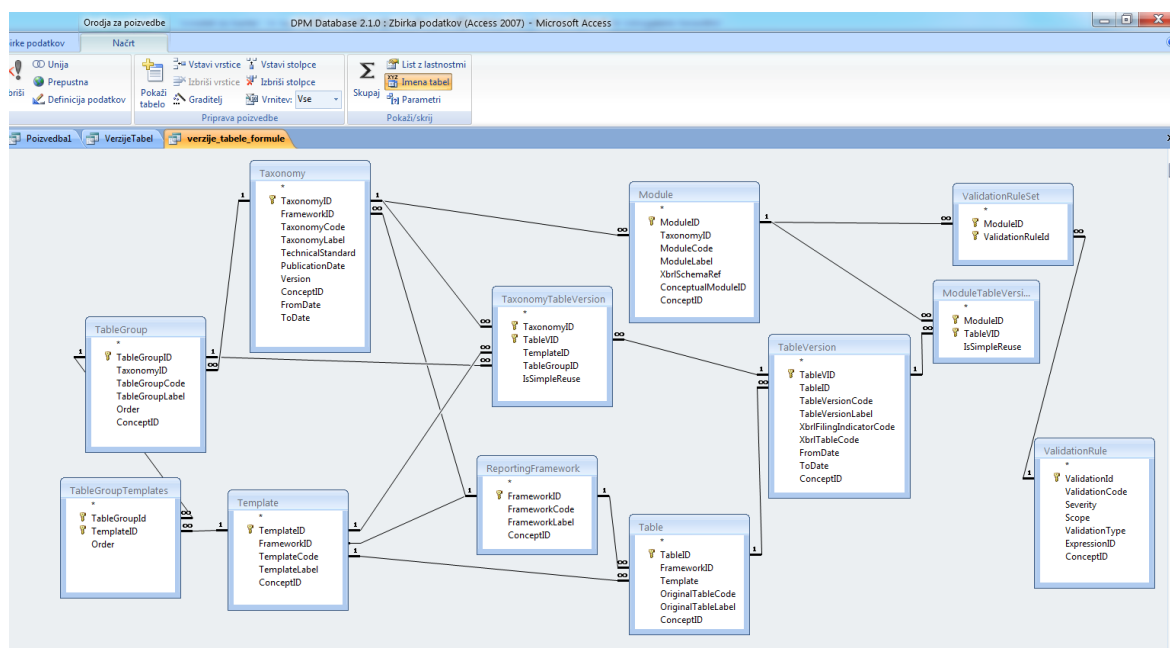 Orodja za poizvedbe
DPM Database 2.1.0 : Zbirka podatkov (Access 2007) - Microsoft Access
birke podatkov
Načrt
briši
Unija
Prepustna
Definicija podatkov
Pokaži tabelo
Vstavi vrstice
Izbriši vrstice
Graditelj
Vstavi stolpce
Izbriši stolpce
Vrnitev: Vse
Priprava poizvedbe
Σ
Skupaj
List z lastnostmi
XYZ
Imena tabel
Parametri
Pokaži/skrij
Poizvedba1
VerzijeTabel
verzije_tabele_formule
Taxonomy
*
TaxonomyID
FrameworkID
TaxonomyCode
TaxonomyLabel
TechnicalStandard
PublicationDate
Version
ConceptID
FromDate
ToDate
Module
*
ModuleID
TaxonomyID
ModuleCode
ModuleLabel
XbrlSchemaRef
ConceptualModuleID
ConceptID
ValidationRuleSet
*
ModuleID
ValidationRuleId
TaxonomyTableVersion
*
TaxonomyID
TableVID
TemplateID
TableGroupID
IsSimpleReuse
ModuleTableVersi...
*
ModuleID
TableVID
IsSimpleReuse
TableGroup
*
TableGroupID
TaxonomyID
TableGroupCode
TableGroupLabel
Order
ConceptID
TableVersion
*
TableVID
TableID
TableVersionCode
TableVersionLabel
XbrlFilingIndicatorCode
XbrlTableCode
FromDate
ToDate
ConceptID
ValidationRule
*
ValidationId
ValidationCode
Severity
Scope
ValidationType
ExpressionID
ConceptID
ReportingFramework
*
FrameworkID
FrameworkCode
FrameworkLabel
ConceptID
TableGroupTemplates
*
TableGroupId
TemplateID
Order
Template
*
TemplateID
FrameworkID
TemplateCode
TemplateLabel
ConceptID
Table
*
TableID
FrameworkID
Template
OriginalTableCode
OriginalTableLabel
ConceptID